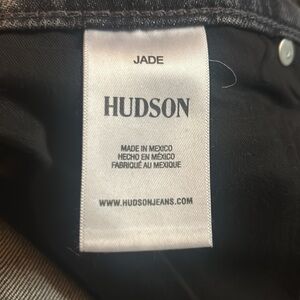 JADE
HUDSON
MADE IN MEXICO
HECHO EN MÉXICO
FABRIQUÉ AU MEXIQUE
WWW.HUDSONJEANS.COM